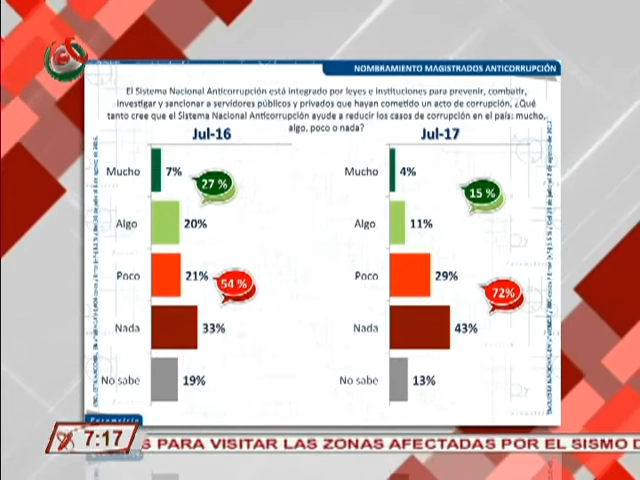 NOMBRAMIENTO MAGISTRADOS ANTICORRUPCIÓN
El Sistema Nacional Anticorrupción está integrado por leyes e instituciones para prevenir, combatir,
investigar y sancionar a servidores públicos y privados que hayan cometido un acto de corrupción, ¿Qué
tanto cree que el Sistema Nacional Anticorrupción ayude a reducir los casos de corrupción en el país: mucho,
algo, poco o nada?
Jul-16
Jul-17
Mucho 7%
27 %
Algo 20%
Poco 21%
54 %
Nada 33%
No sabe 19%
Mucho 4%
15 %
Algo 11%
Poco 29%
72%
Nada 43%
No sabe 13%
Parametría
7:17
S PARA VISITAR LAS ZONAS AFECTADAS POR EL SISMO D